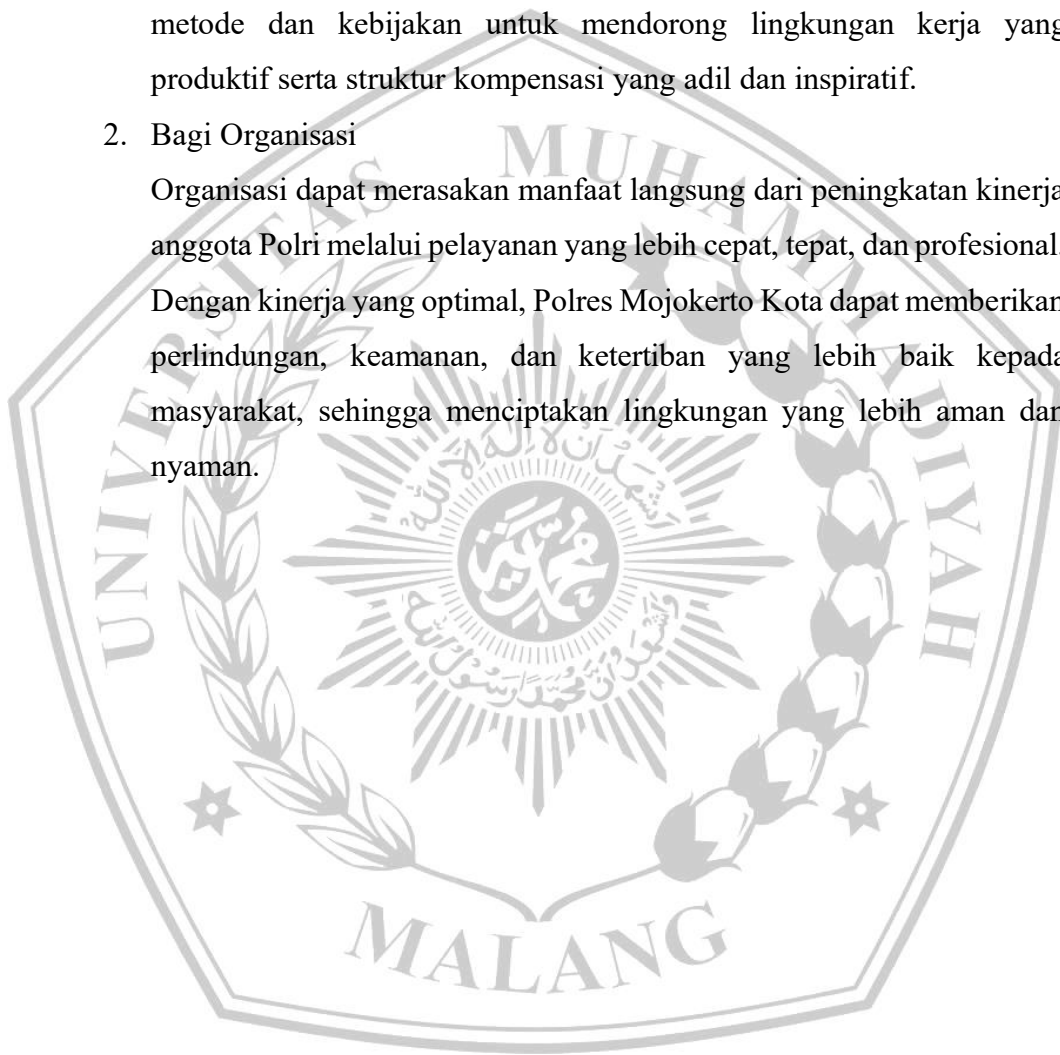 metode dan kebijakan untuk mendorong lingkungan kerja yang
produktif serta struktur kompensasi yang adil dan inspiratif.
2. Bagi Organisasi
Organisasi dapat merasakan manfaat langsung dari peningkatan kinerja
anggota Polri melalui pelayanan yang lebih cepat, tepat, dan profesional.
Dengan kinerja yang optimal, Polres Mojokerto Kota dapat memberikan
perlindungan, keamanan, dan ketertiban yang lebih baik kepada
masyarakat, sehingga menciptakan lingkungan yang lebih aman dan
nyaman.
UNIVERSITAS MUHAMMADIYAH
MALANG